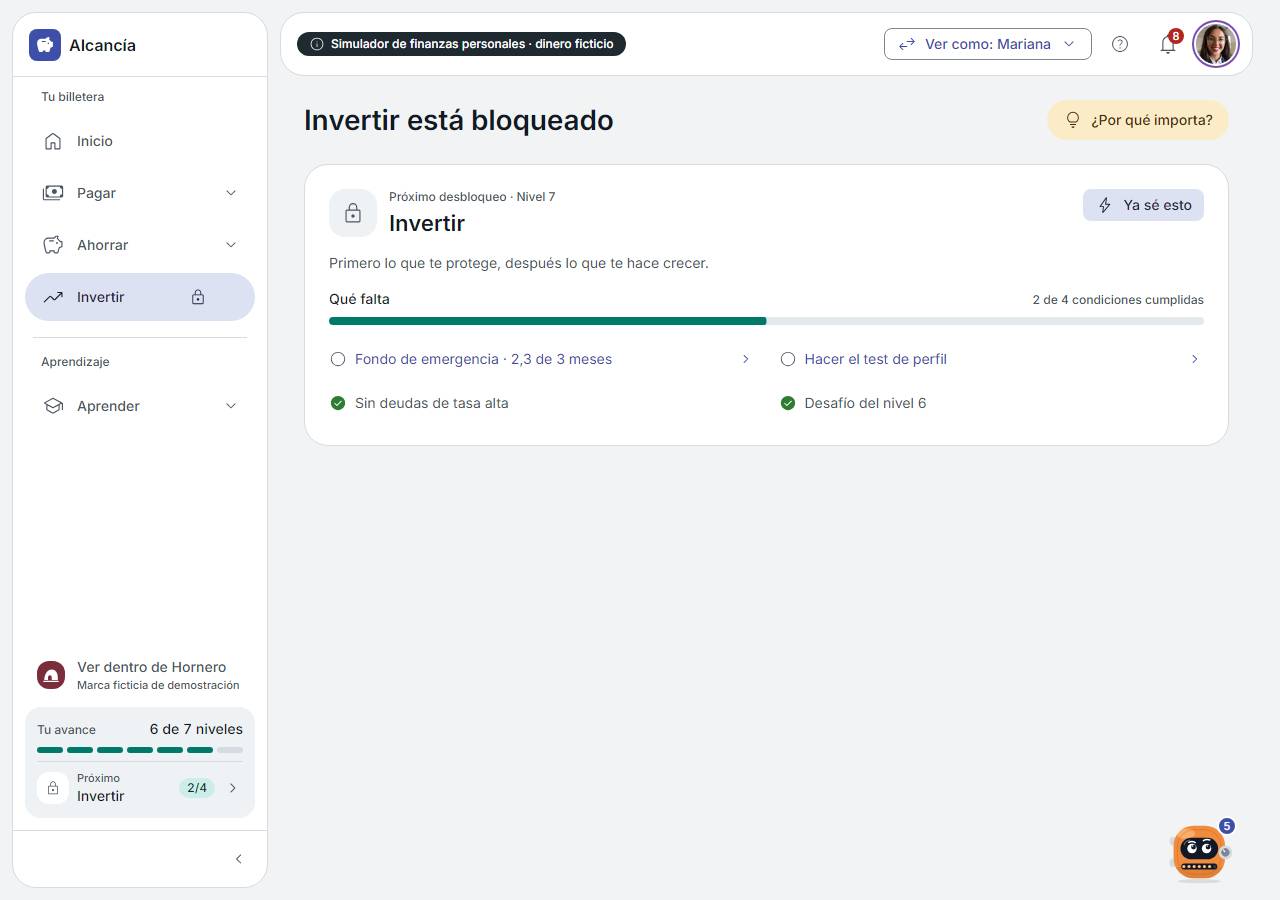 Alcancía
Simulador de finanzas personales · dinero ficticio
Ver como: Mariana
8
Tu billetera
Inicio
Pagar
Ahorrar
Invertir
Aprendizaje
Aprender
Invertir está bloqueado
¿Por qué importa?
Próximo desbloqueo · Nivel 7
Invertir
Ya sé esto
Primero lo que te protege, después lo que te hace crecer.
Qué falta
2 de 4 condiciones cumplidas
Fondo de emergencia · 2,3 de 3 meses
Hacer el test de perfil
Sin deudas de tasa alta
Desafío del nivel 6
Ver dentro de Hornero
Marca ficticia de demostración
Tu avance
6 de 7 niveles
Próximo
Invertir
2/4
5